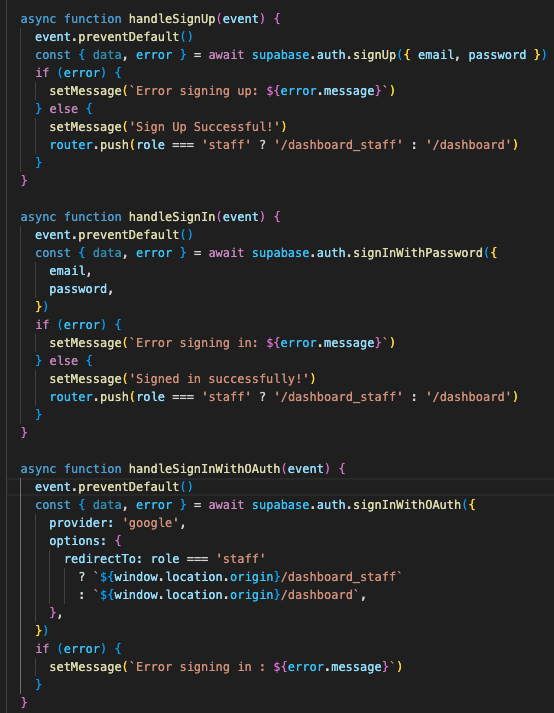 async function handleSignUp(event) {
  event.preventDefault()
  const { data, error } = await supabase.auth.signUp({ email, password })
  if (error) {
    setMessage(`Error signing up: ${error.message}`)
  } else {
    setMessage('Sign Up Successful!')
    router.push(role === 'staff' ? '/dashboard_staff' : '/dashboard')
  }
}

async function handleSignIn(event) {
  event.preventDefault()
  const { data, error } = await supabase.auth.signInWithPassword({
    email,
    password,
  })
  if (error) {
    setMessage(`Error signing in: ${error.message}`)
  } else {
    setMessage('Signed in successfully!')
    router.push(role === 'staff' ? '/dashboard_staff' : '/dashboard')
  }
}

async function handleSignInWithOAuth(event) {
  event.preventDefault()
  const { data, error } = await supabase.auth.signInWithOAuth({
    provider: 'google',
    options: {
      redirectTo: role === 'staff'
        ? `${window.location.origin}/dashboard_staff`
        : `${window.location.origin}/dashboard`,
    },
  })
  if (error) {
    setMessage(`Error signing in : ${error.message}`)
  }
}